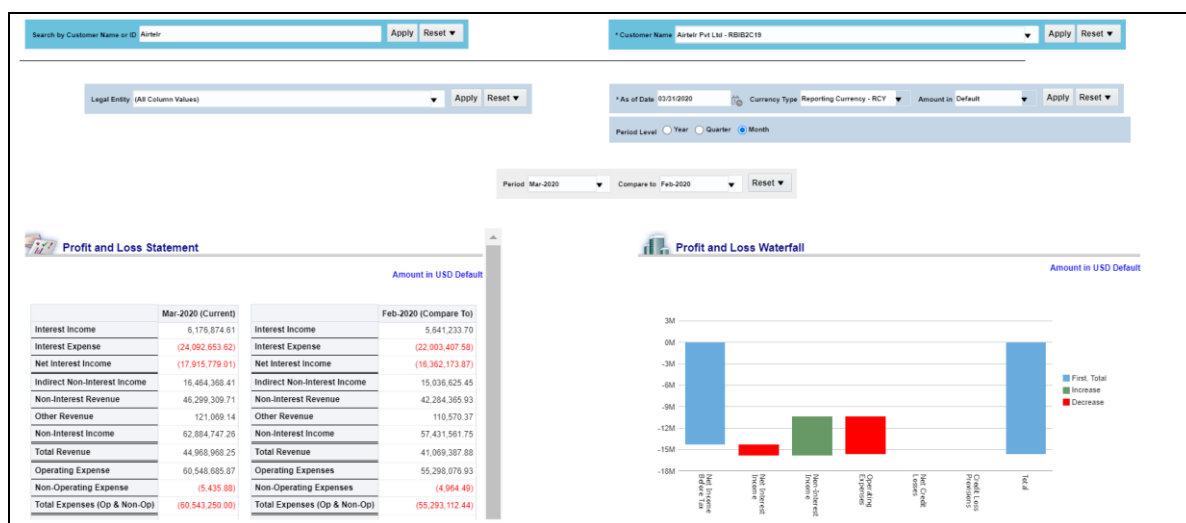 Search by Customer Name or ID Airtelr Apply Reset ▼ * Customer Name Airtelr Pvt Ltd - RBIB2C19 Apply Reset ▼
Legal Entity (All Column Values) Apply Reset ▼ * As of Date 03/31/2020 Currency Type Reporting Currency - RCY Amount in Default Apply Reset ▼
Period Level Year Quarter Month
Period Mar-2020 Compare to Feb-2020 Reset ▼
Profit and Loss Statement
Amount in USD Default
Mar-2020 (Current) Feb-2020 (Compare To)
Interest Income 6,176,874.61 Interest Income 5,641,233.70
Interest Expense (24,092,653.62) Interest Expense (22,003,407.58)
Net Interest Income (17,915,779.01) Net Interest Income (16,362,173.87)
Indirect Non-Interest Income 16,464,368.41 Indirect Non-Interest Income 15,036,625.45
Non-Interest Revenue 46,299,309.71 Non-Interest Revenue 42,284,365.93
Other Revenue 121,069.14 Other Revenue 110,570.37
Non-Interest Income 62,884,747.26 Non-Interest Income 57,431,561.75
Total Revenue 44,968,968.25 Total Revenue 41,069,387.88
Operating Expense 60,548,685.87 Operating Expenses 55,298,076.93
Non-Operating Expense (5,435.88) Non-Operating Expenses (4,964.49)
Total Expenses (Op & Non-Op) (60,543,250.00) Total Expenses (Op & Non-Op) (55,293,112.44)
Profit and Loss Waterfall
Amount in USD Default
3M
0M
-3M
-6M
-9M
-12M
-15M
-18M
Net Income Before Tax
Net Interest Income
Non-Interest Income
Operating Expenses
Net Credit Losses
Credit Loss Provisions
Total
First, Total
Increase
Decrease